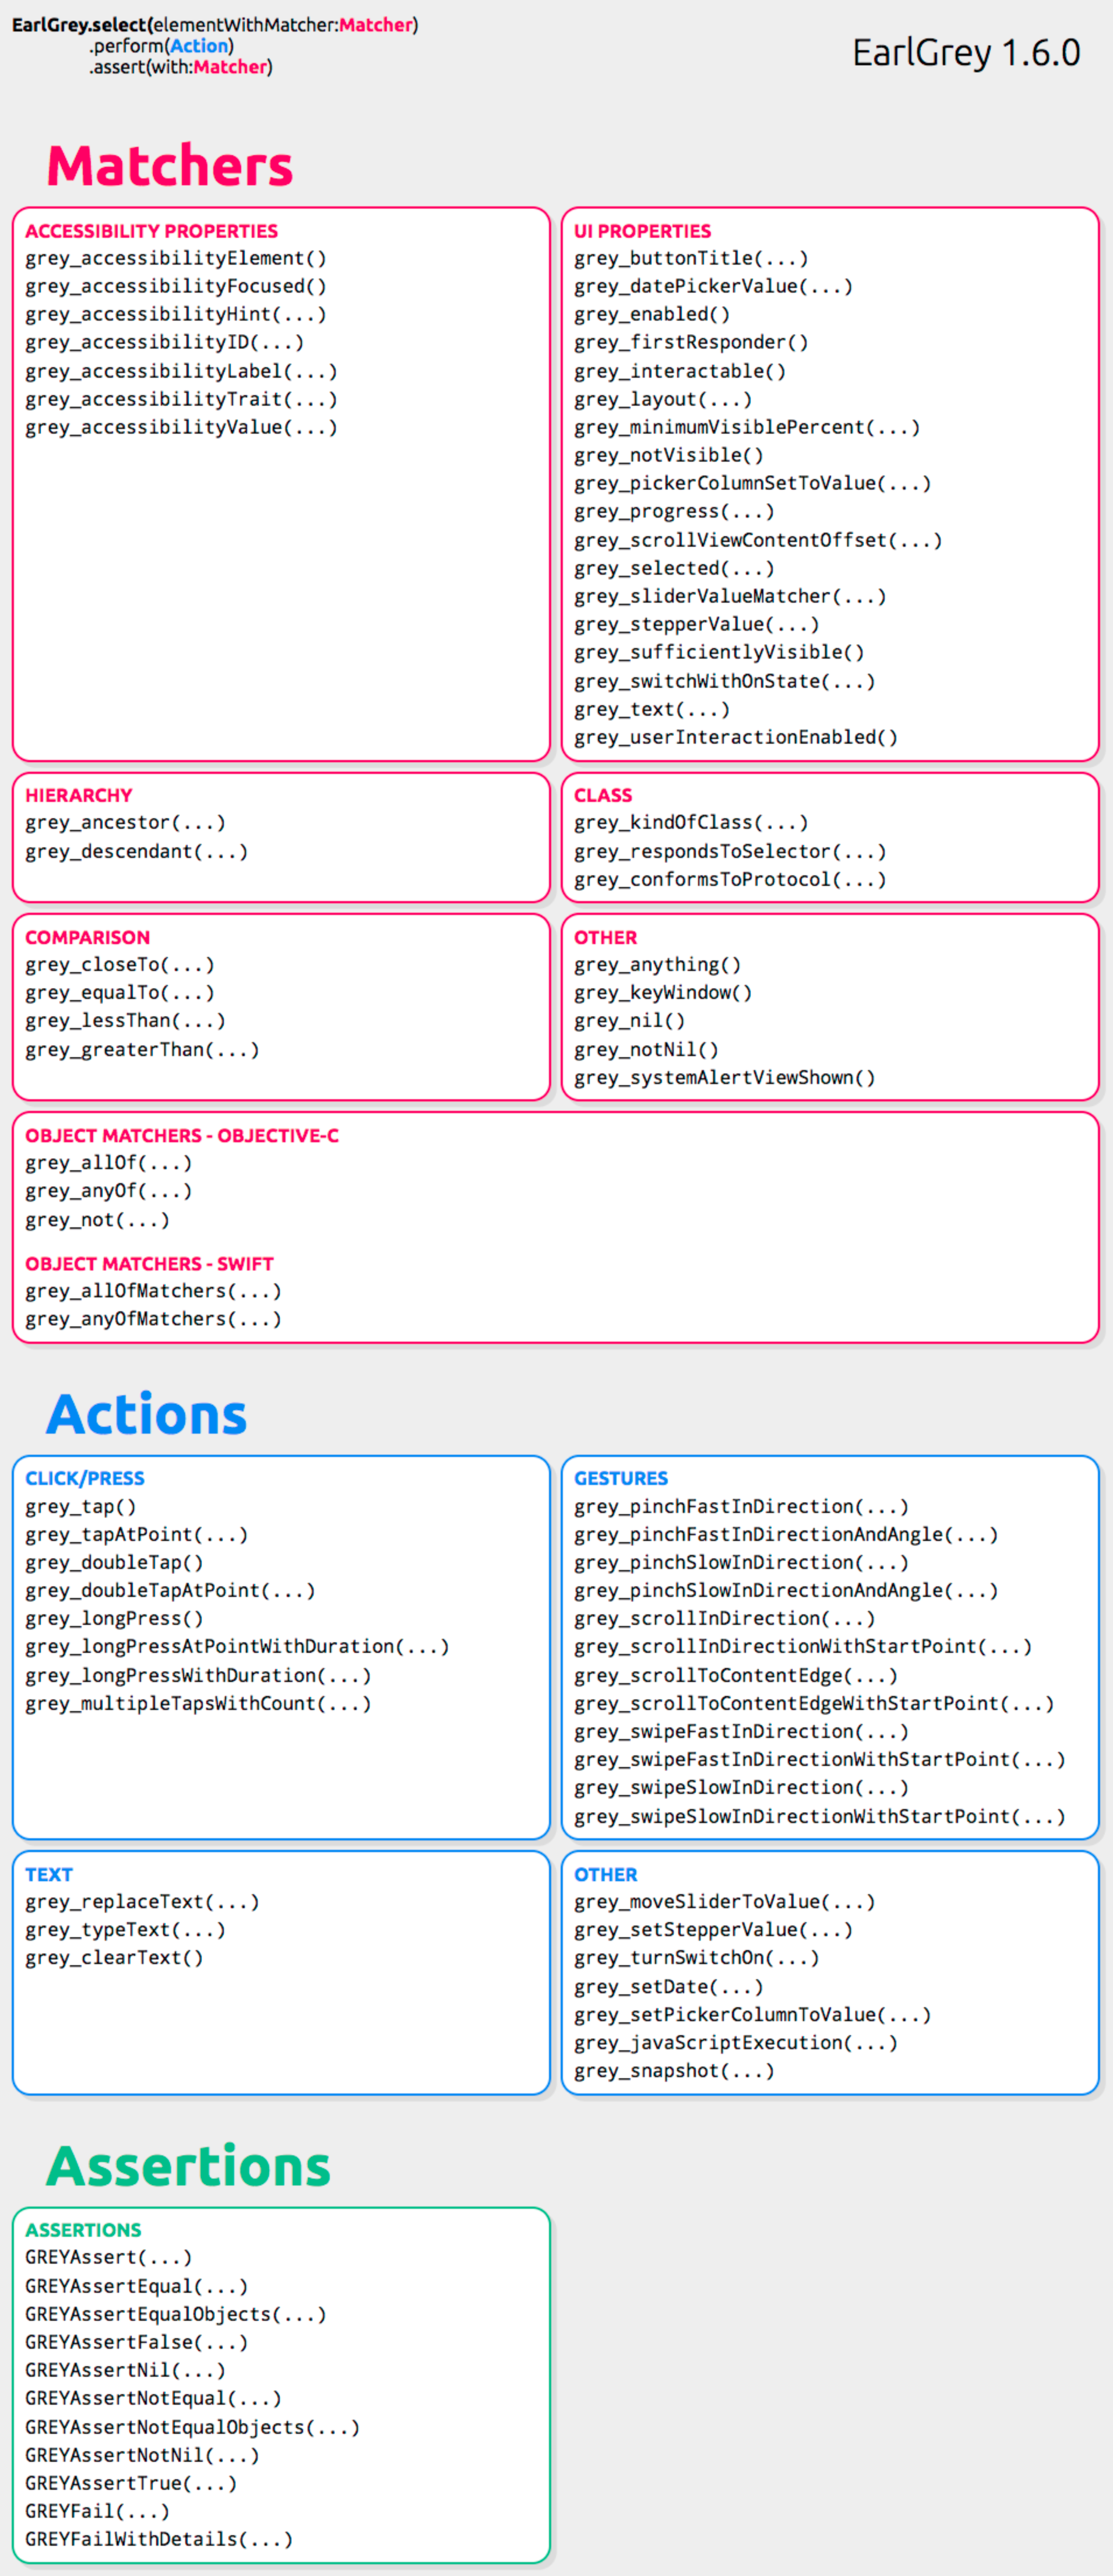 EarlGrey.select(elementWithMatcher:Matcher)
.perform(Action)
.assert(with:Matcher)
EarlGrey 1.6.0
Matchers
ACCESSIBILITY PROPERTIES
grey_accessibilityElement()
grey_accessibilityFocused()
grey_accessibilityHint(...)
grey_accessibilityID(...)
grey_accessibilityLabel(...)
grey_accessibilityTrait(...)
grey_accessibilityValue(...)
UI PROPERTIES
grey_buttonTitle(...)
grey_datePickerValue(...)
grey_enabled()
grey_firstResponder()
grey_interactable()
grey_layout(...)
grey_minimumVisiblePercent(...)
grey_notVisible()
grey_pickerColumnSetToValue(...)
grey_progress(...)
grey_scrollViewContentOffset(...)
grey_selected(...)
grey_sliderValueMatcher(...)
grey_stepperValue(...)
grey_sufficientlyVisible()
grey_switchWithOnState(...)
grey_text(...)
grey_userInteractionEnabled()
HIERARCHY
grey_ancestor(...)
grey_descendant(...)
CLASS
grey_kindOfClass(...)
grey_respondsToSelector(...)
grey_conformsToProtocol(...)
COMPARISON
grey_closeTo(...)
grey_equalTo(...)
grey_lessThan(...)
grey_greaterThan(...)
OTHER
grey_anything()
grey_keyWindow()
grey_nil()
grey_notNil()
grey_systemAlertViewShown()
OBJECT MATCHERS - OBJECTIVE-C
grey_allOf(...)
grey_anyOf(...)
grey_not(...)
OBJECT MATCHERS - SWIFT
grey_allOfMatchers(...)
grey_anyOfMatchers(...)
Actions
CLICK/PRESS
grey_tap()
grey_tapAtPoint(...)
grey_doubleTap()
grey_doubleTapAtPoint(...)
grey_longPress()
grey_longPressAtPointWithDuration(...)
grey_longPressWithDuration(...)
grey_multipleTapsWithCount(...)
GESTURES
grey_pinchFastInDirection(...)
grey_pinchFastInDirectionAndAngle(...)
grey_pinchSlowInDirection(...)
grey_pinchSlowInDirectionAndAngle(...)
grey_scrollInDirection(...)
grey_scrollInDirectionWithStartPoint(...)
grey_scrollToContentEdge(...)
grey_scrollToContentEdgeWithStartPoint(...)
grey_swipeFastInDirection(...)
grey_swipeFastInDirectionWithStartPoint(...)
grey_swipeSlowInDirection(...)
grey_swipeSlowInDirectionWithStartPoint(...)
TEXT
grey_replaceText(...)
grey_typeText(...)
grey_clearText()
OTHER
grey_moveSliderToValue(...)
grey_setStepperValue(...)
grey_turnSwitchOn(...)
grey_setDate(...)
grey_setPickerColumnToValue(...)
grey_javaScriptExecution(...)
grey_snapshot(...)
Assertions
ASSERTIONS
GREYAssert(...)
GREYAssertEqual(...)
GREYAssertEqualObjects(...)
GREYAssertFalse(...)
GREYAssertNil(...)
GREYAssertNotEqual(...)
GREYAssertNotEqualObjects(...)
GREYAssertNotNil(...)
GREYAssertTrue(...)
GREYFail(...)
GREYFailWithDetails(...)